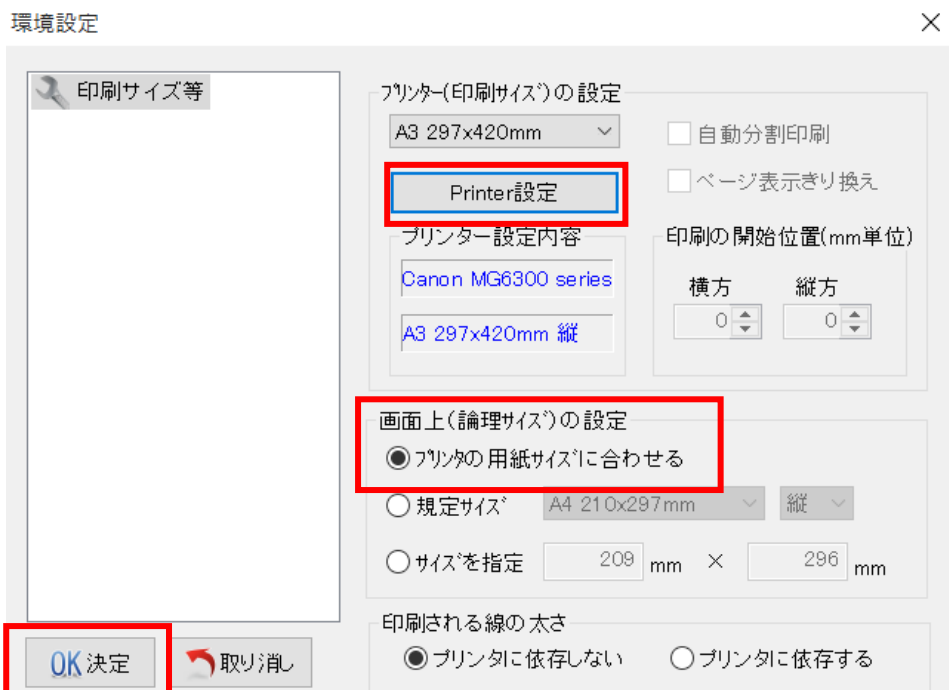 環境設定
印刷サイズ等
プリンター(印刷サイズ)の設定
A3 297x420mm
自動分割印刷
Printer設定
ページ表示きり換え
プリンター設定内容
印刷の開始位置(mm単位)
Canon MG6300 series
横方
縦方
0
0
A3 297x420mm 縦
画面上(論理サイズ)の設定
プリンタの用紙サイズに合わせる
規定サイズ
A4 210x297mm
縦
サイズを指定
209 mm × 296 mm
印刷される線の太さ
OK 決定
取り消し
プリンタに依存しない
プリンタに依存する